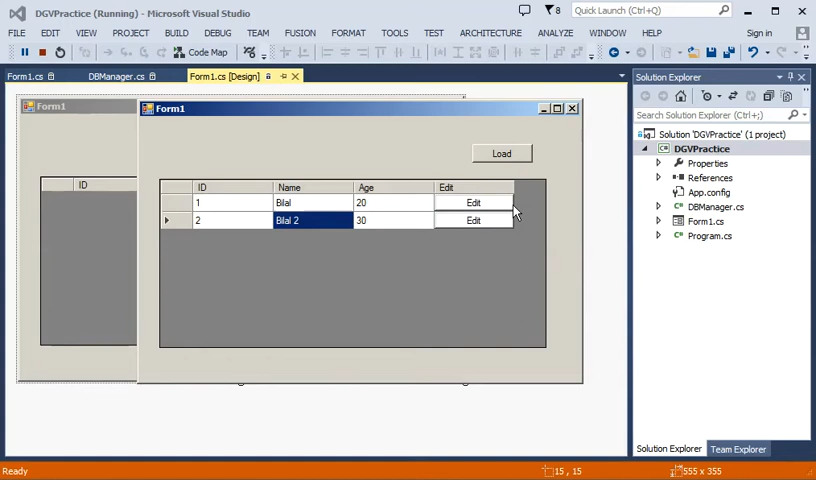 DGVPractice (Running) - Microsoft Visual Studio
8
Quick Launch (Ctrl+Q)
FILE EDIT VIEW PROJECT BUILD DEBUG TEAM FUSION FORMAT TOOLS TEST ARCHITECTURE ANALYZE WINDOW HELP Sign in
Code Map
Form1.cs DBManager.cs Form1.cs [Design]
Solution Explorer
Search Solution Explorer (Ctrl+;)
Solution 'DGVPractice' (1 project)
DGVPractice
Properties
References
App.config
DBManager.cs
Form1.cs
Program.cs
Form1
ID
Form1
Load
ID Name Age Edit
1 Bilal 20 Edit
2 Bilal 2 30 Edit
Solution Explorer Team Explorer
Ready 15 , 15 555 x 355